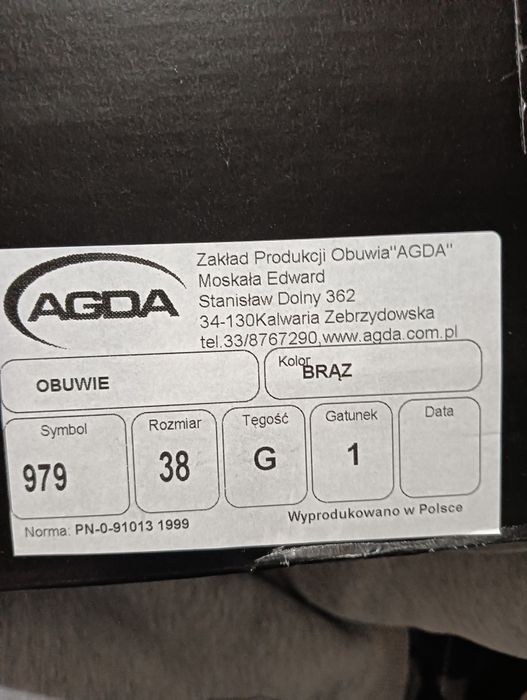 AGDA
Zakład Produkcji Obuwia"AGDA"
Moskała Edward
Stanisław Dolny 362
34-130Kalwaria Zebrzydowska
tel.33/8767290,www.agda.com.pl
OBUWIE
Kolor
BRĄZ
Symbol
979
Rozmiar
38
Tęgość
G
Gatunek
1
Data
Norma: PN-0-91013 1999
Wyprodukowano w Polsce